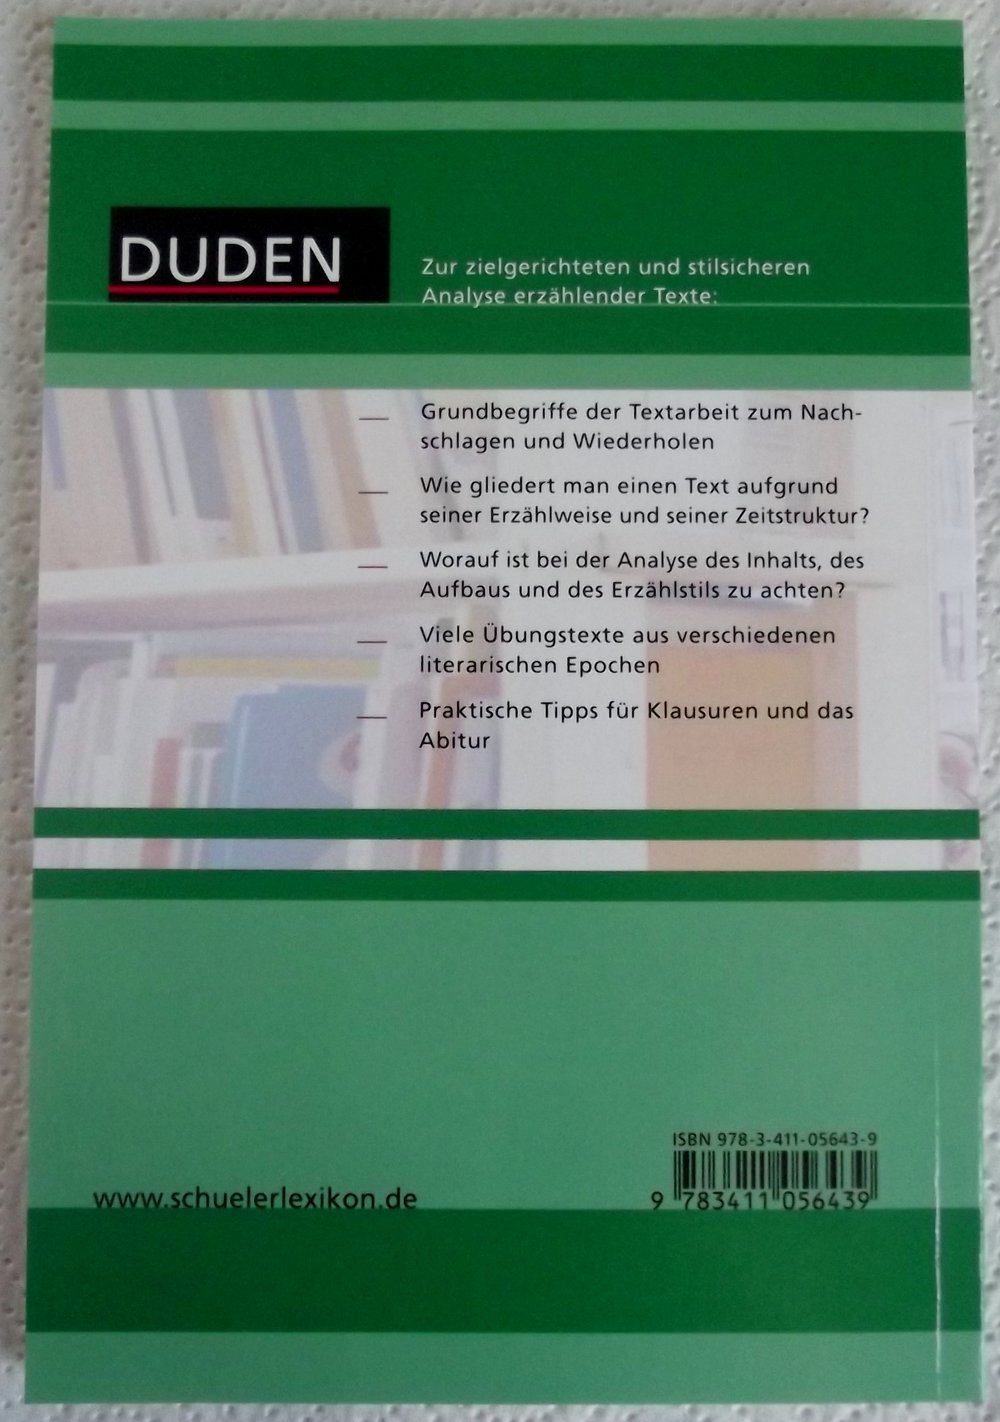 DUDEN
Zur zielgerichteten und stilsicheren
Analyse erzählender Texte:
— Grundbegriffe der Textarbeit zum Nach-
schlagen und Wiederholen
— Wie gliedert man einen Text aufgrund
seiner Erzählweise und seiner Zeitstruktur?
— Worauf ist bei der Analyse des Inhalts, des
Aufbaus und des Erzählstils zu achten?
— Viele Übungstexte aus verschiedenen
literarischen Epochen
— Praktische Tipps für Klausuren und das
Abitur
ISBN 978-3-411-05643-9
www.schuelerlexikon.de
9 783411 056439